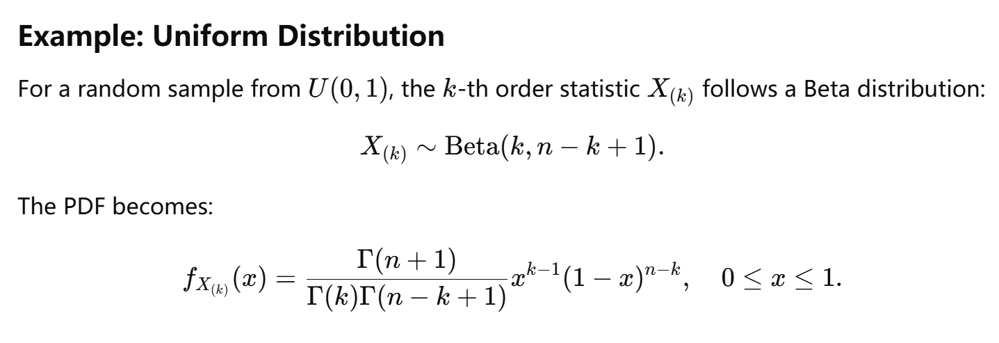 Example: Uniform Distribution
For a random sample from $U(0,1)$, the $k$-th order statistic $X_{(k)}$ follows a Beta distribution:
$X_{(k)} \sim \mathrm{Beta}(k, n-k+1).$
The PDF becomes:
$f_{X_{(k)}}(x) = \frac{\Gamma(n+1)}{\Gamma(k)\Gamma(n-k+1)} x^{k-1}(1-x)^{n-k}, \quad 0 \leq x \leq 1.$